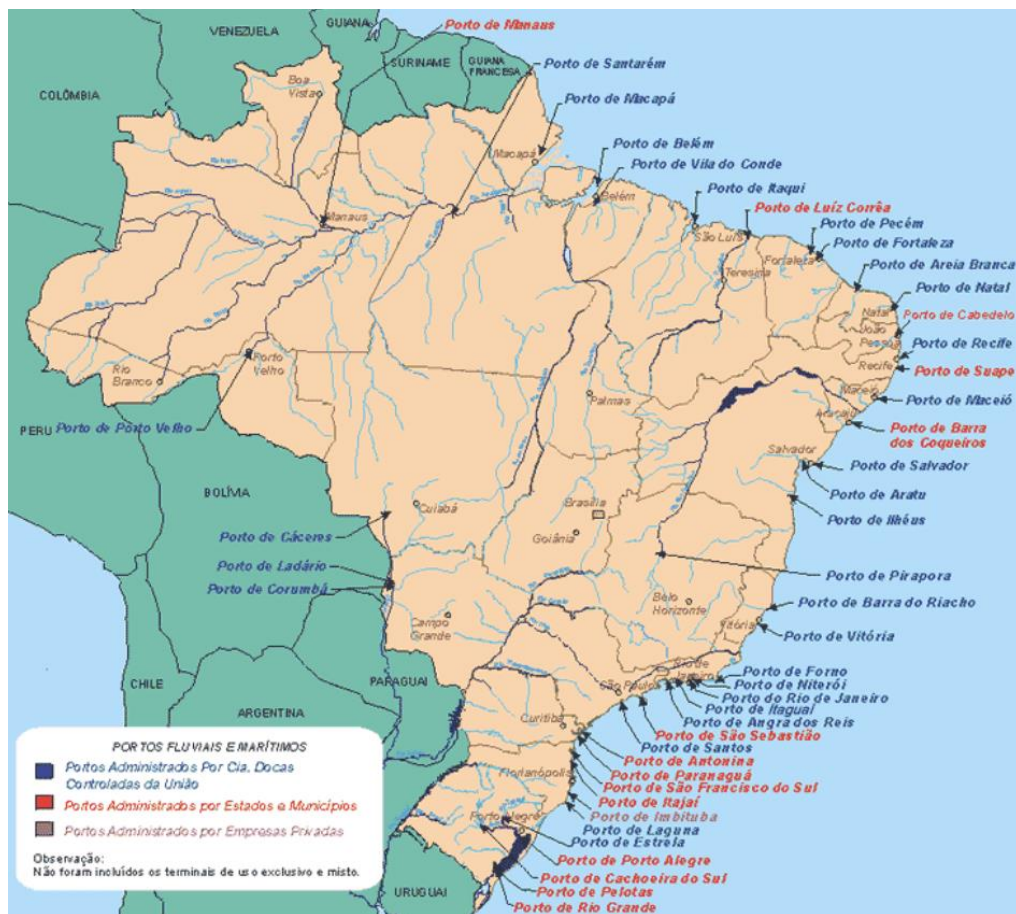 GUIANA
Porto de Manaus
VENEZUELA
SURINAME
GUIANA
FRANCESA
Porto de Santarém
COLÔMBIA
Boa
Vista
Porto de Macapá
Macapá
Porto de Belém
Porto de Vila do Conde
Belém
Porto de Itaqui
Manaus
Porto de Luíz Corrêa
São Luís
Porto de Pecém
Porto de Fortaleza
Fortaleza
Teresina
Porto de Areia Branca
Porto de Natal
Natal
Porto de Cabedelo
João
Pessoa
Porto de Recife
Porto
Velho
Rio
Branco
Recife
Porto de Suape
Palmas
Maceió
Porto de Maceió
Aracaju
PERU
Porto de Porto Velho
Porto de Barra
dos Coqueiros
Salvador
Porto de Salvador
BOLÍVIA
Porto de Aratu
Brasília
Cuiabá
Porto de Ilhéus
Porto de Cáceres
Goiânia
Porto de Ladário
Porto de Pirapora
Porto de Corumbá
Belo
Horizonte
Porto de Barra do Riacho
Campo
Grande
Vitória
Porto de Vitória
Rio de
Janeiro
Porto de Forno
CHILE
PARAGUAI
São Paulo
Porto de Niterói
Porto do Rio de Janeiro
Porto de Itaguaí
ARGENTINA
Curitiba
Porto de Angra dos Reis
Porto de São Sebastião
Porto de Santos
PORTOS FLUVIAIS E MARÍTIMOS
Porto de Antonina
Portos Administrados Por Cia. Docas
Controladas da União
Florianópolis
Porto de Paranaguá
Porto de São Francisco do Sul
Porto de Itajaí
Portos Administrados por Estados e Municípios
Porto de Imbituba
Porto Alegre
Porto de Laguna
Portos Administrados por Empresas Privadas
Porto de Estrela
Observação:
Porto de Porto Alegre
Não foram incluídos os terminais de uso exclusivo e misto.
Porto de Cachoeira do Sul
URUGUAI
Porto de Pelotas
Porto de Rio Grande